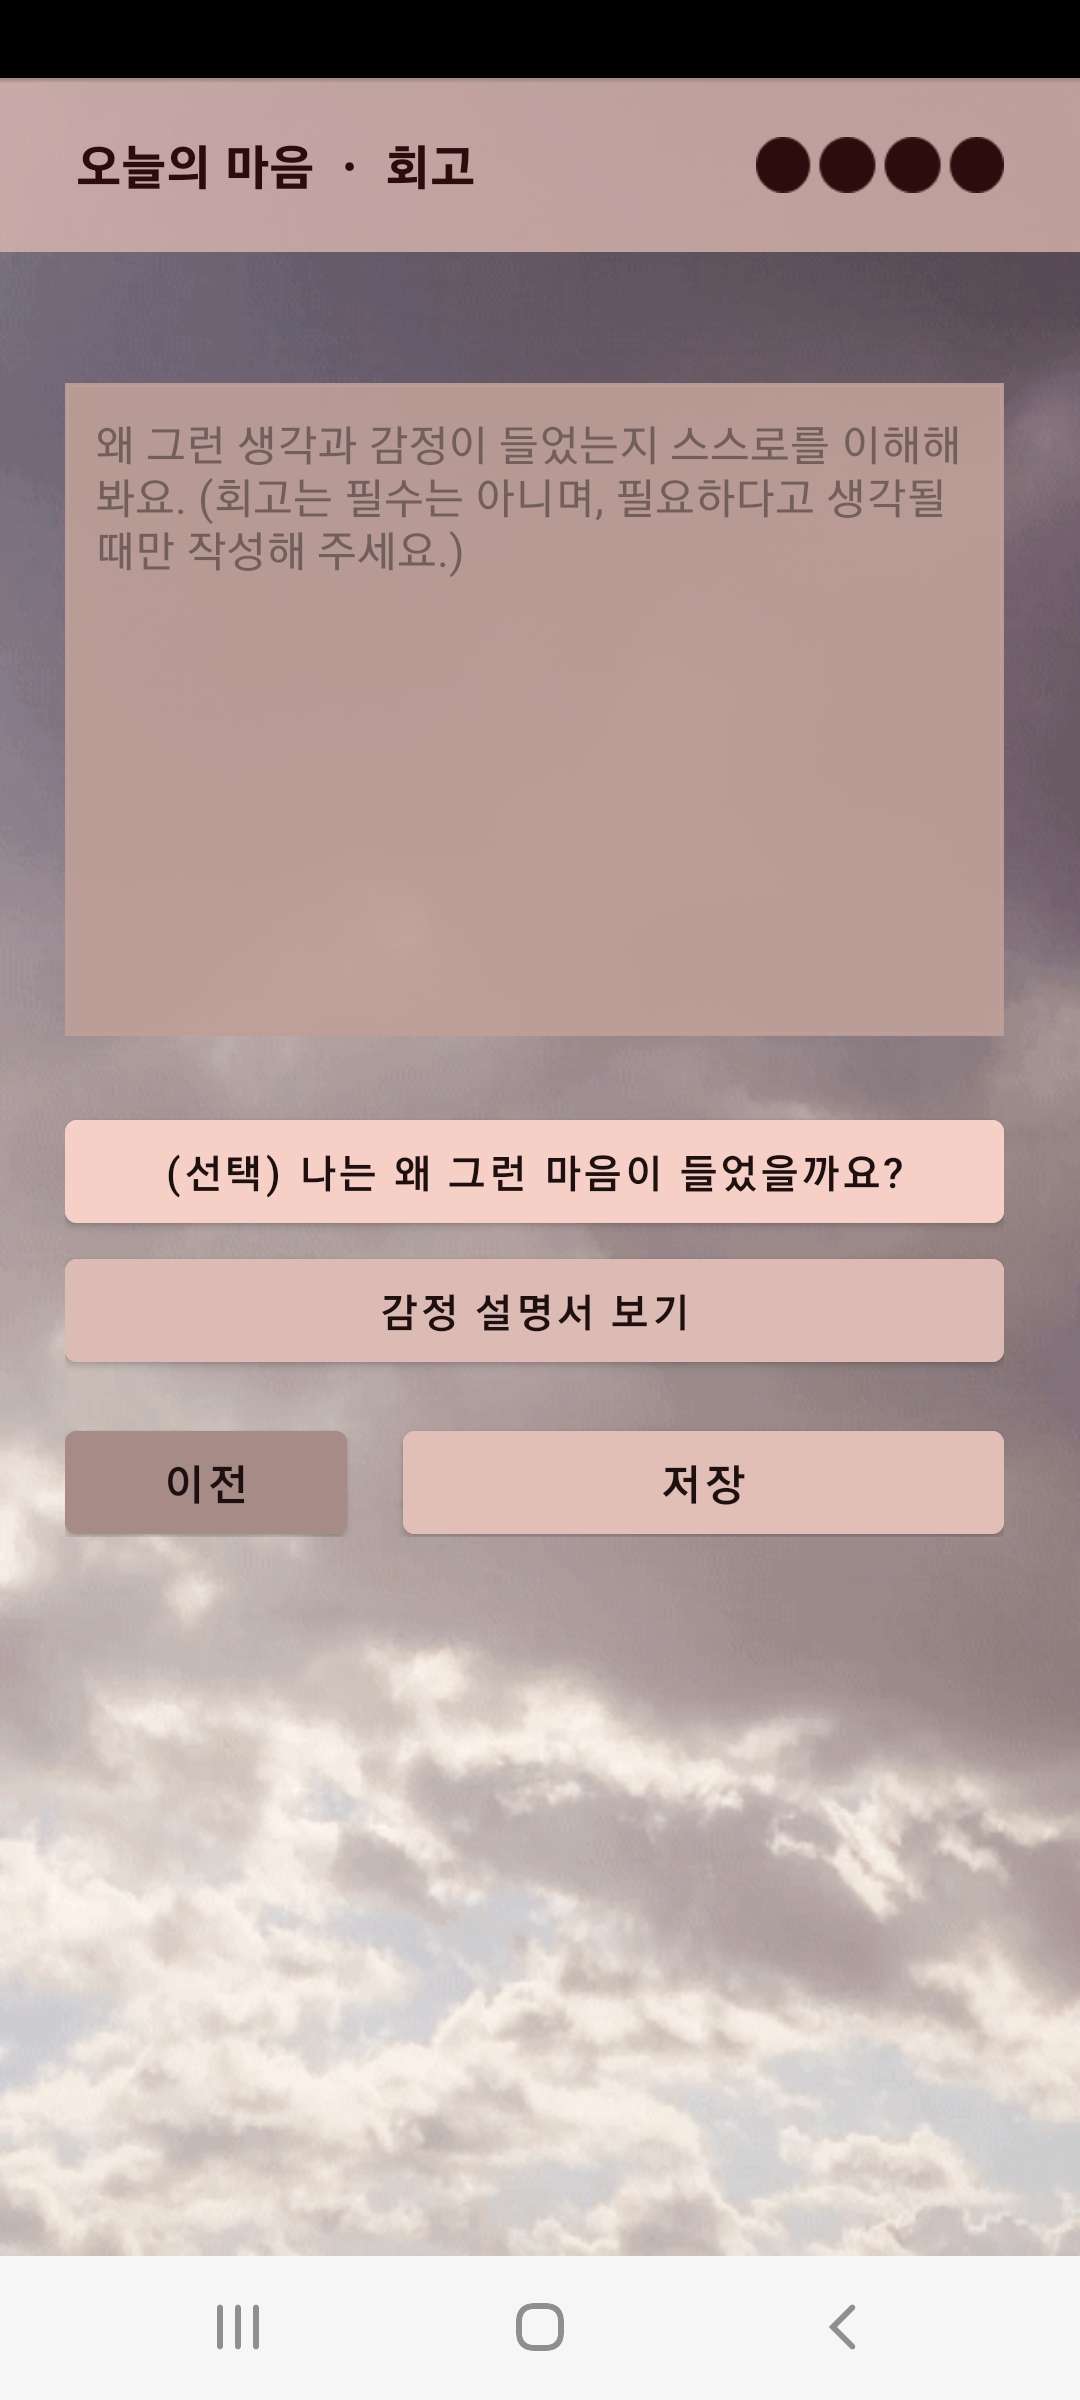 오늘의 마음 · 회고
왜 그런 생각과 감정이 들었는지 스스로를 이해해
봐요. (회고는 필수는 아니며, 필요하다고 생각될
때만 작성해 주세요.)
(선택) 나는 왜 그런 마음이 들었을까요?
감정 설명서 보기
이전
저장